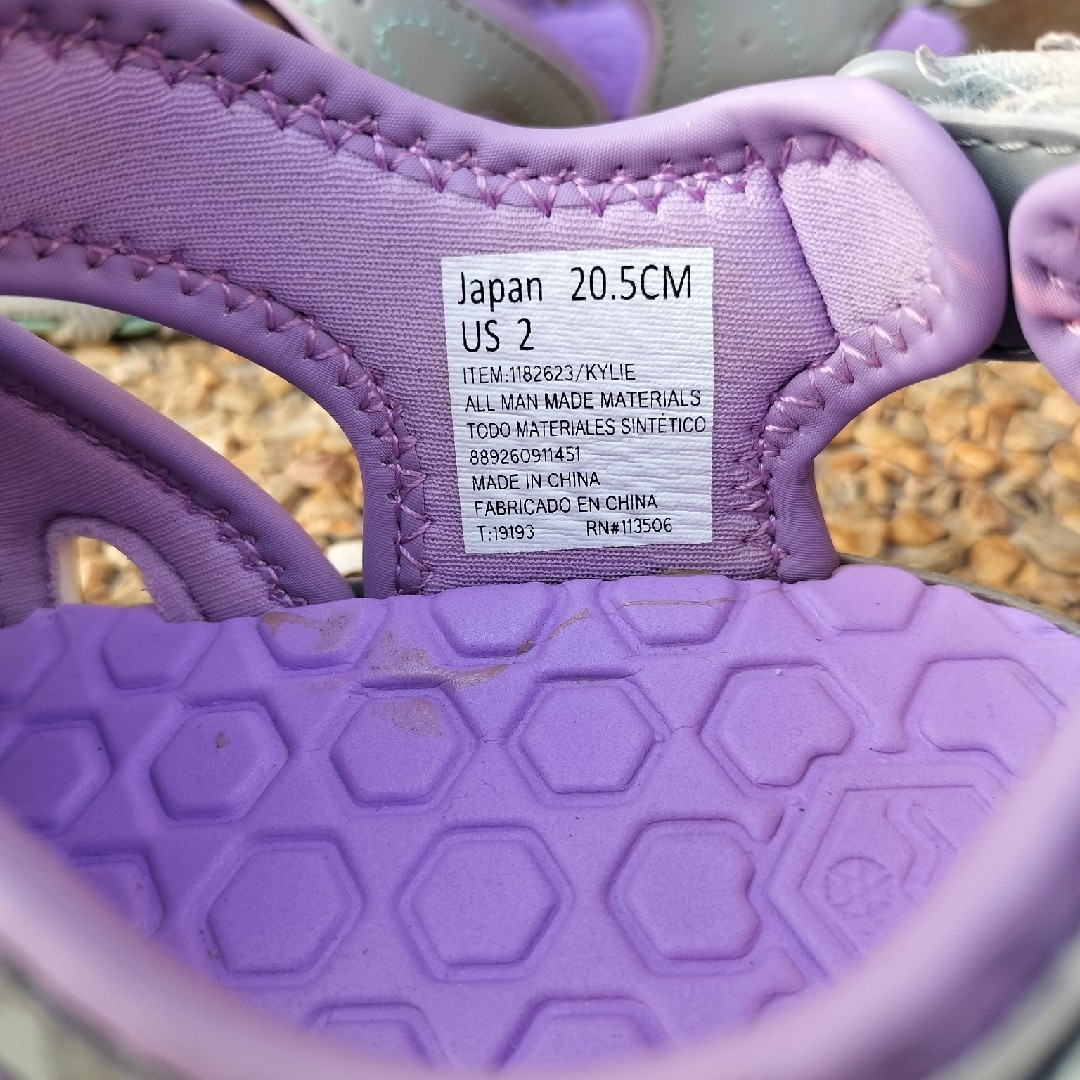 Japan 20.5CM
US 2
ITEM:1182623/KYLIE
ALL MAN MADE MATERIALS
TODO MATERIALES SINTÉTICO
889260911451
MADE IN CHINA
FABRICADO EN CHINA
T:19193 RN#113506